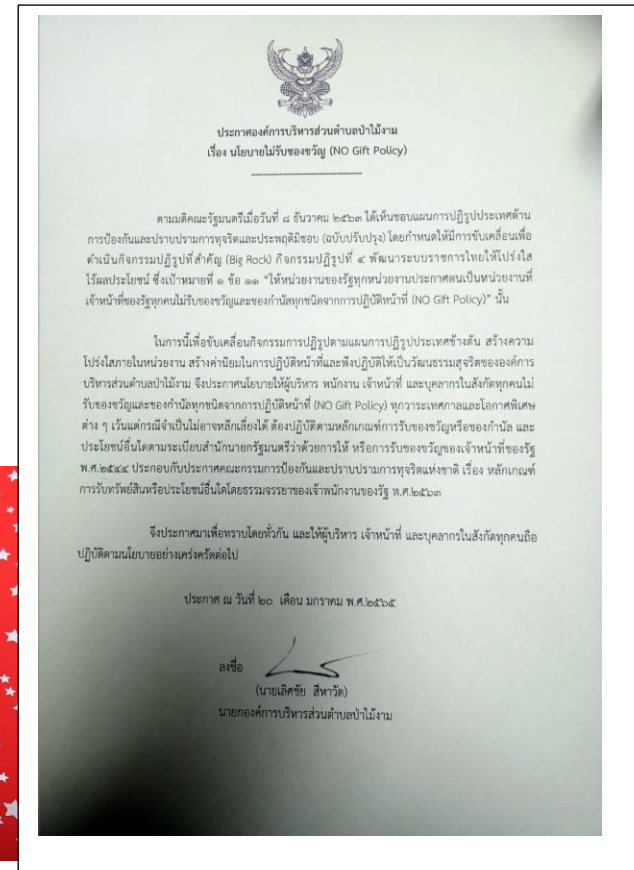 ประกาศองค์การบริหารส่วนตำบลป่าไม้งาม
เรื่อง นโยบายไม่รับของขวัญ (NO Gift Policy)
ตามมติคณะรัฐมนตรีเมื่อวันที่ ๘ ธันวาคม ๒๕๖๓ ได้เห็นชอบแผนการปฏิรูปประเทศด้าน
การป้องกันและปราบปรามการทุจริตและประพฤติมิชอบ (ฉบับปรับปรุง) โดยกำหนดให้มีการขับเคลื่อนเพื่อ
ดำเนินกิจกรรมปฏิรูปที่สำคัญ (Big Rock) กิจกรรมปฏิรูปที่ ๔ พัฒนาระบบราชการไทยให้โปร่งใส
ไร้ผลประโยชน์ ซึ่งเป้าหมายที่ ๑ ข้อ ๑๑ "ให้หน่วยงานของรัฐทุกหน่วยงานประกาศตนเป็นหน่วยงานที่
เจ้าหน้าที่ของรัฐทุกคนไม่รับของขวัญและของกำนัลทุกชนิดจากการปฏิบัติหน้าที่ (NO Gift Policy)" นั้น
ในการนี้เพื่อขับเคลื่อนกิจกรรมการปฏิรูปตามแผนการปฏิรูปประเทศข้างต้น สร้างความ
โปร่งใสภายในหน่วยงาน สร้างค่านิยมในการปฏิบัติหน้าที่และพึงปฏิบัติให้เป็นวัฒนธรรมสุจริตขององค์การ
บริหารส่วนตำบลป่าไม้งาม จึงประกาศนโยบายให้ผู้บริหาร พนักงาน เจ้าหน้าที่ และบุคลากรในสังกัดทุกคนไม่
รับของขวัญและของกำนัลทุกชนิดจากการปฏิบัติหน้าที่ (NO Gift Policy) ทุกวาระเทศกาลและโอกาสพิเศษ
ต่าง ๆ เว้นแต่กรณีจำเป็นไม่อาจหลีกเลี่ยงได้ ต้องปฏิบัติตามหลักเกณฑ์การรับของขวัญหรือของกำนัล และ
ประโยชน์อื่นใดตามระเบียบสำนักนายกรัฐมนตรีว่าด้วยการให้ หรือการรับของขวัญของเจ้าหน้าที่ของรัฐ
พ.ศ.๒๕๔๔ ประกอบกับประกาศคณะกรรมการป้องกันและปราบปรามการทุจริตแห่งชาติ เรื่อง หลักเกณฑ์
การรับทรัพย์สินหรือประโยชน์อื่นใดโดยธรรมจรรยาของเจ้าพนักงานของรัฐ พ.ศ.๒๕๖๓
จึงประกาศมาเพื่อทราบโดยทั่วกัน และให้ผู้บริหาร เจ้าหน้าที่ และบุคลากรในสังกัดทุกคนถือ
ปฏิบัติตามนโยบายอย่างเคร่งครัดต่อไป
ประกาศ ณ วันที่ ๒๐ เดือน มกราคม พ.ศ.๒๕๖๕
ลงชื่อ
(นายเลิศชัย สีหาวัด)
นายกองค์การบริหารส่วนตำบลป่าไม้งาม